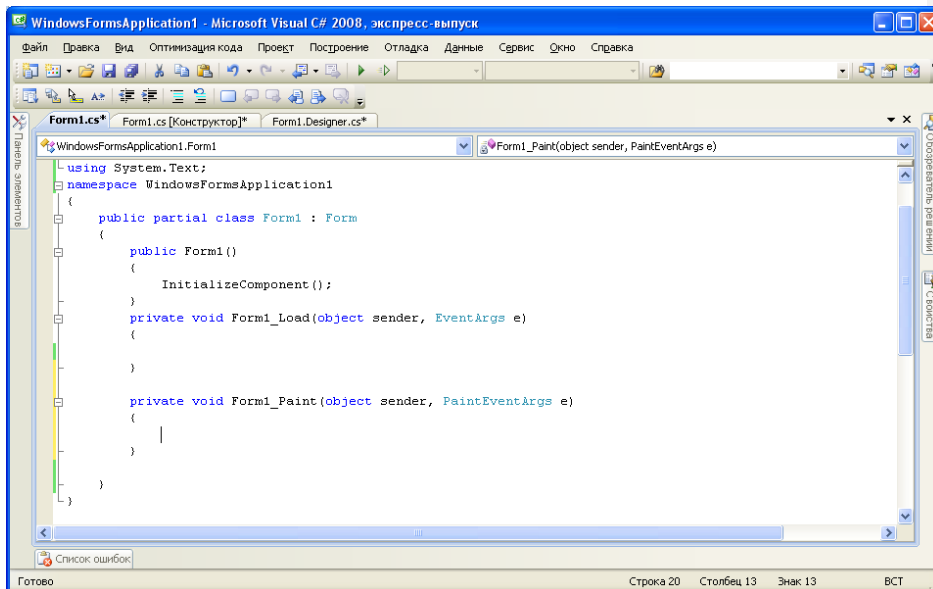 WindowsFormsApplication1 - Microsoft Visual C# 2008, экспресс-выпуск
Файл Правка Вид Оптимизация кода Проект Построение Отладка Данные Сервис Окно Справка
Form1.cs* Form1.cs [Конструктор]* Form1.Designer.cs*
WindowsFormsApplication1.Form1 Form1_Paint(object sender, PaintEventArgs e)
Панель элементов
using System.Text;
namespace WindowsFormsApplication1
{
public partial class Form1 : Form
{
public Form1()
{
InitializeComponent();
}
private void Form1_Load(object sender, EventArgs e)
{
}
private void Form1_Paint(object sender, PaintEventArgs e)
{
}
}
}
Обозреватель решений
Свойства
Список ошибок
Готово Строка 20 Столбец 13 Знак 13 ВСТ